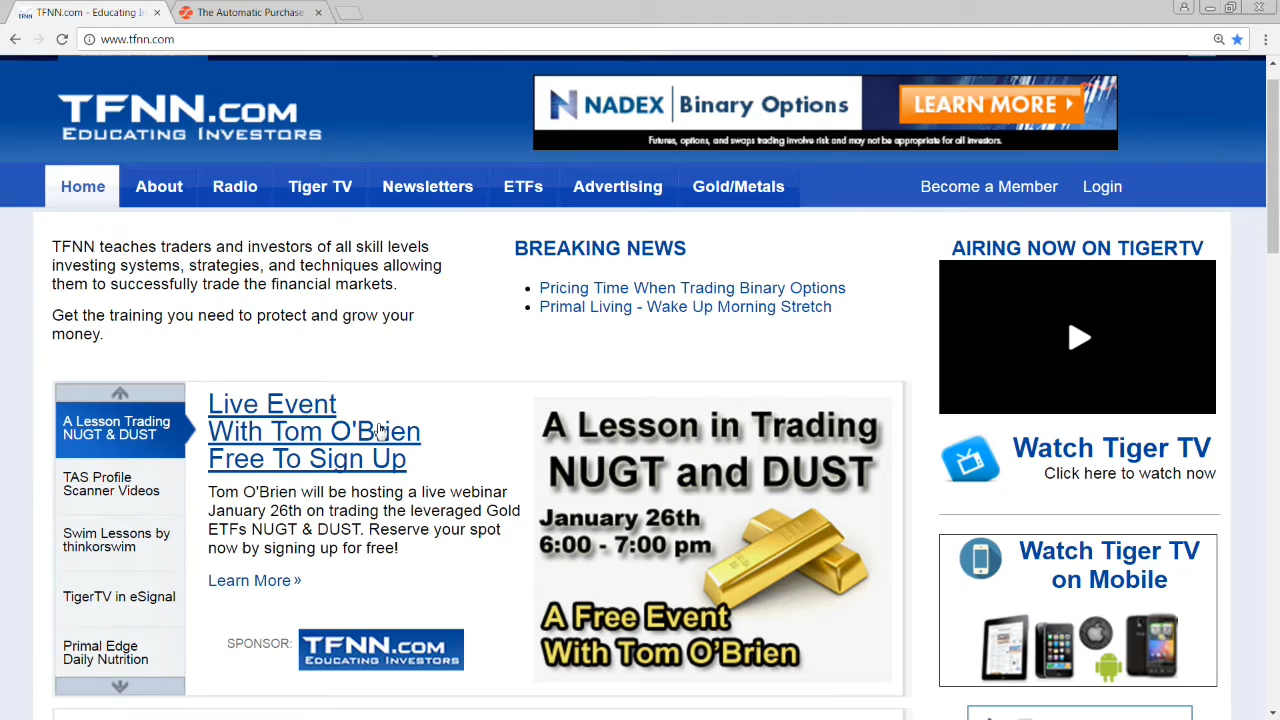 TFNN.com - Educating In
The Automatic Purchase
www.tfnn.com
TFNN.com
Educating Investors
NADEX Binary Options
LEARN MORE
Futures, options, and swaps trading involve risk and may not be appropriate for all investors.
Home
About
Radio
Tiger TV
Newsletters
ETFs
Advertising
Gold/Metals
Become a Member
Login
TFNN teaches traders and investors of all skill levels
investing systems, strategies, and techniques allowing
them to successfully trade the financial markets.
Get the training you need to protect and grow your
money.
BREAKING NEWS
Pricing Time When Trading Binary Options
Primal Living - Wake Up Morning Stretch
AIRING NOW ON TIGERTV
A Lesson Trading
NUGT & DUST
TAS Profile
Scanner Videos
Swim Lessons by
thinkorswim
TigerTV in eSignal
Primal Edge
Daily Nutrition
Live Event
With Tom O'Brien
Free To Sign Up
Tom O'Brien will be hosting a live webinar
January 26th on trading the leveraged Gold
ETFs NUGT & DUST. Reserve your spot
now by signing up for free!
Learn More »
SPONSOR:
TFNN.com
Educating Investors
A Lesson in Trading
NUGT and DUST
January 26th
6:00 - 7:00 pm
A Free Event
With Tom O'Brien
Watch Tiger TV
Click here to watch now
Watch Tiger TV
on Mobile